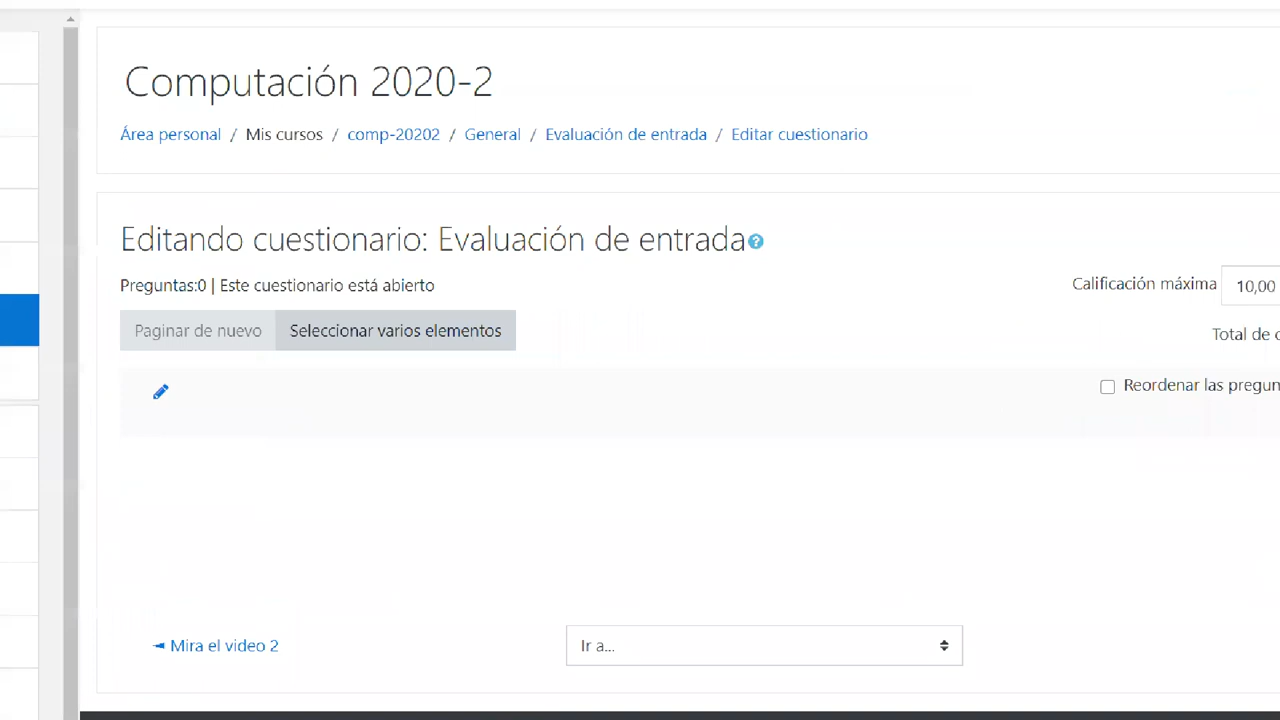 Computación 2020-2
Área personal / Mis cursos / comp-20202 / General / Evaluación de entrada / Editar cuestionario
Editando cuestionario: Evaluación de entrada
Preguntas:0 | Este cuestionario está abierto
Calificación máxima 10,00
Paginar de nuevo Seleccionar varios elementos
Total de
Reordenar las
◄ Mira el video 2
Ir a...